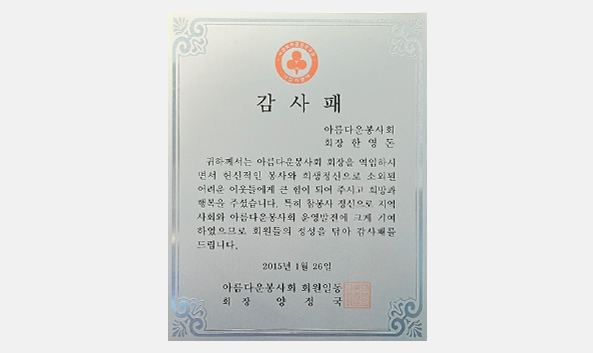 감 사 패
아름다운봉사회
회장 한 영 돈
귀하께서는 아름다운봉사회 회장을 역임하시
면서 헌신적인 봉사와 희생정신으로 소외된
어려운 이웃들에게 큰 힘이 되어 주시고 희망과
행복을 주셨습니다. 특히 참봉사 정신으로 지역
사회와 아름다운봉사회 운영발전에 크게 기여
하였으므로 회원들의 정성을 담아 감사패를
드립니다.
2015년 1월 26일
아름다운봉사회 회원일동
회 장 양 정 국